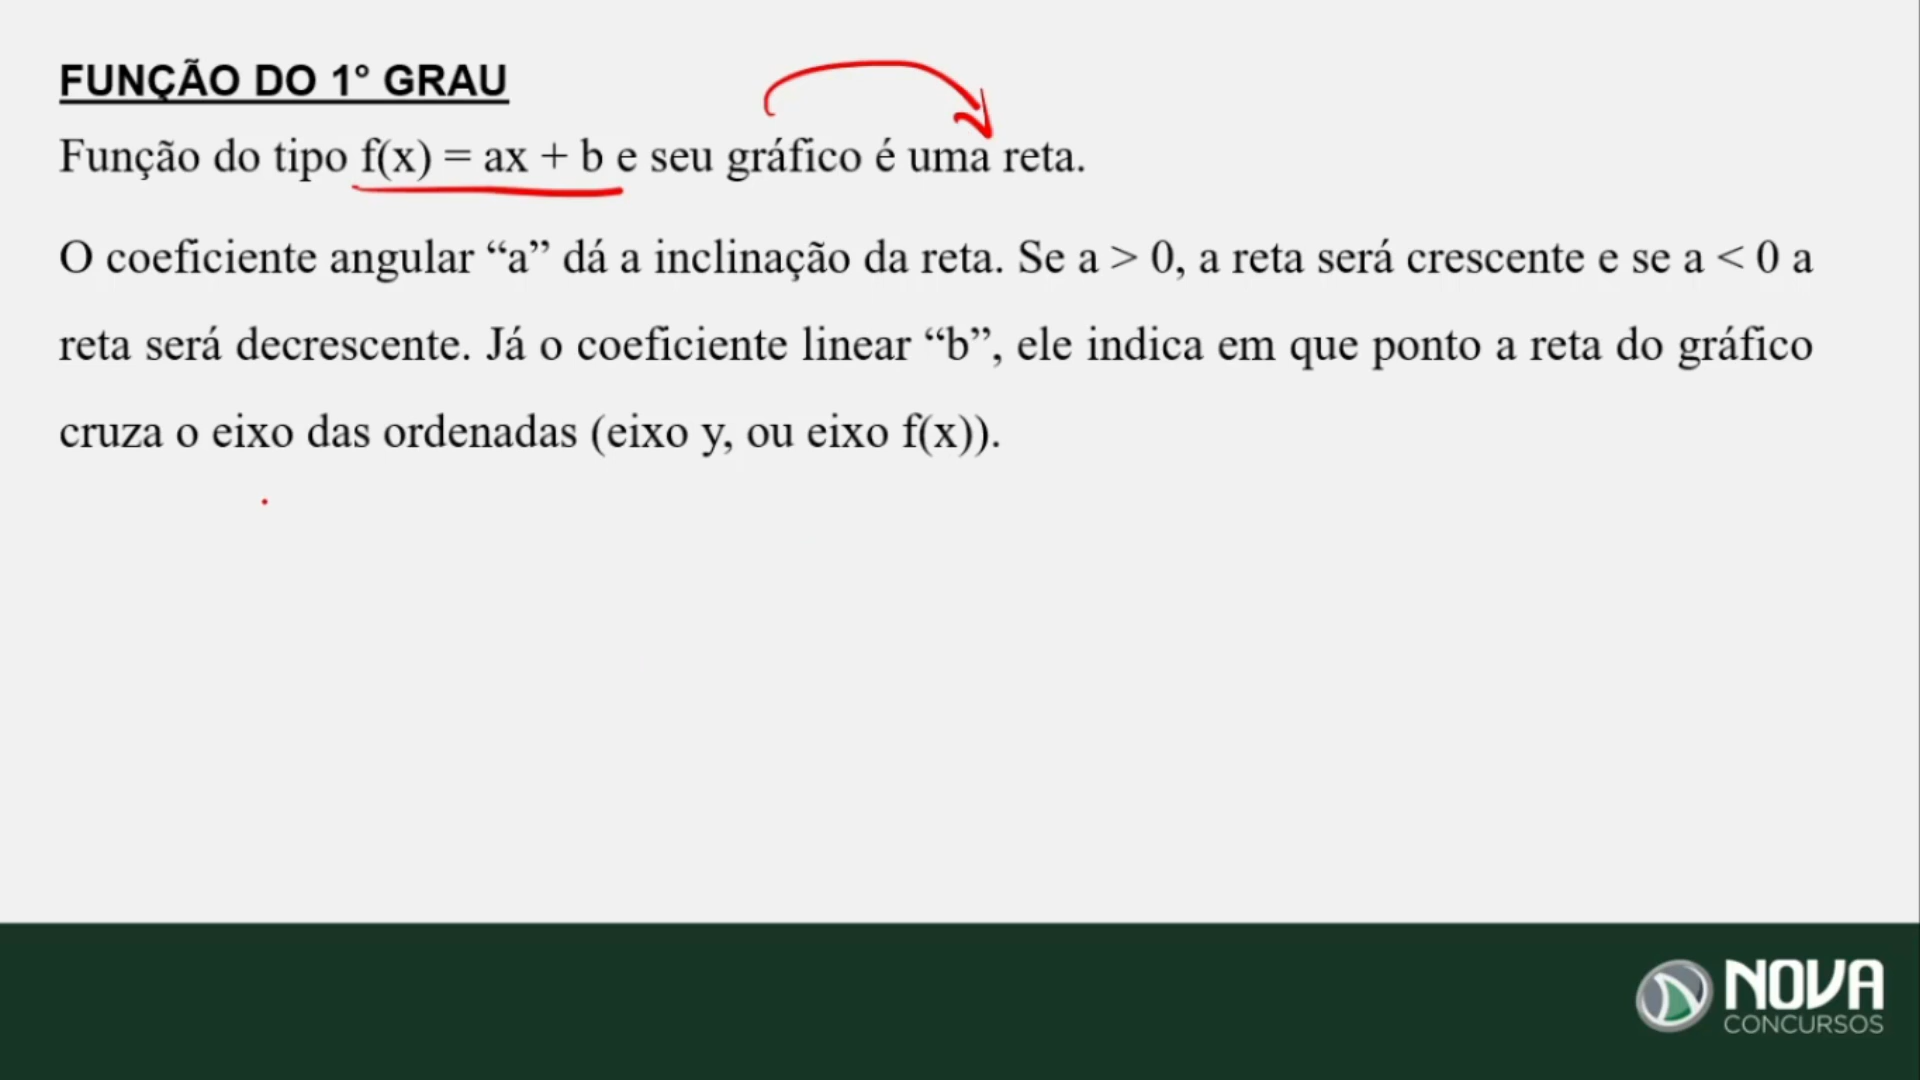 FUNÇÃO DO 1° GRAU
Função do tipo f(x) = ax + b e seu gráfico é uma reta.
O coeficiente angular “a” dá a inclinação da reta. Se a > 0, a reta será crescente e se a < 0 a
reta será decrescente. Já o coeficiente linear “b”, ele indica em que ponto a reta do gráfico
cruza o eixo das ordenadas (eixo y, ou eixo f(x)).
NOVA
CONCURSOS